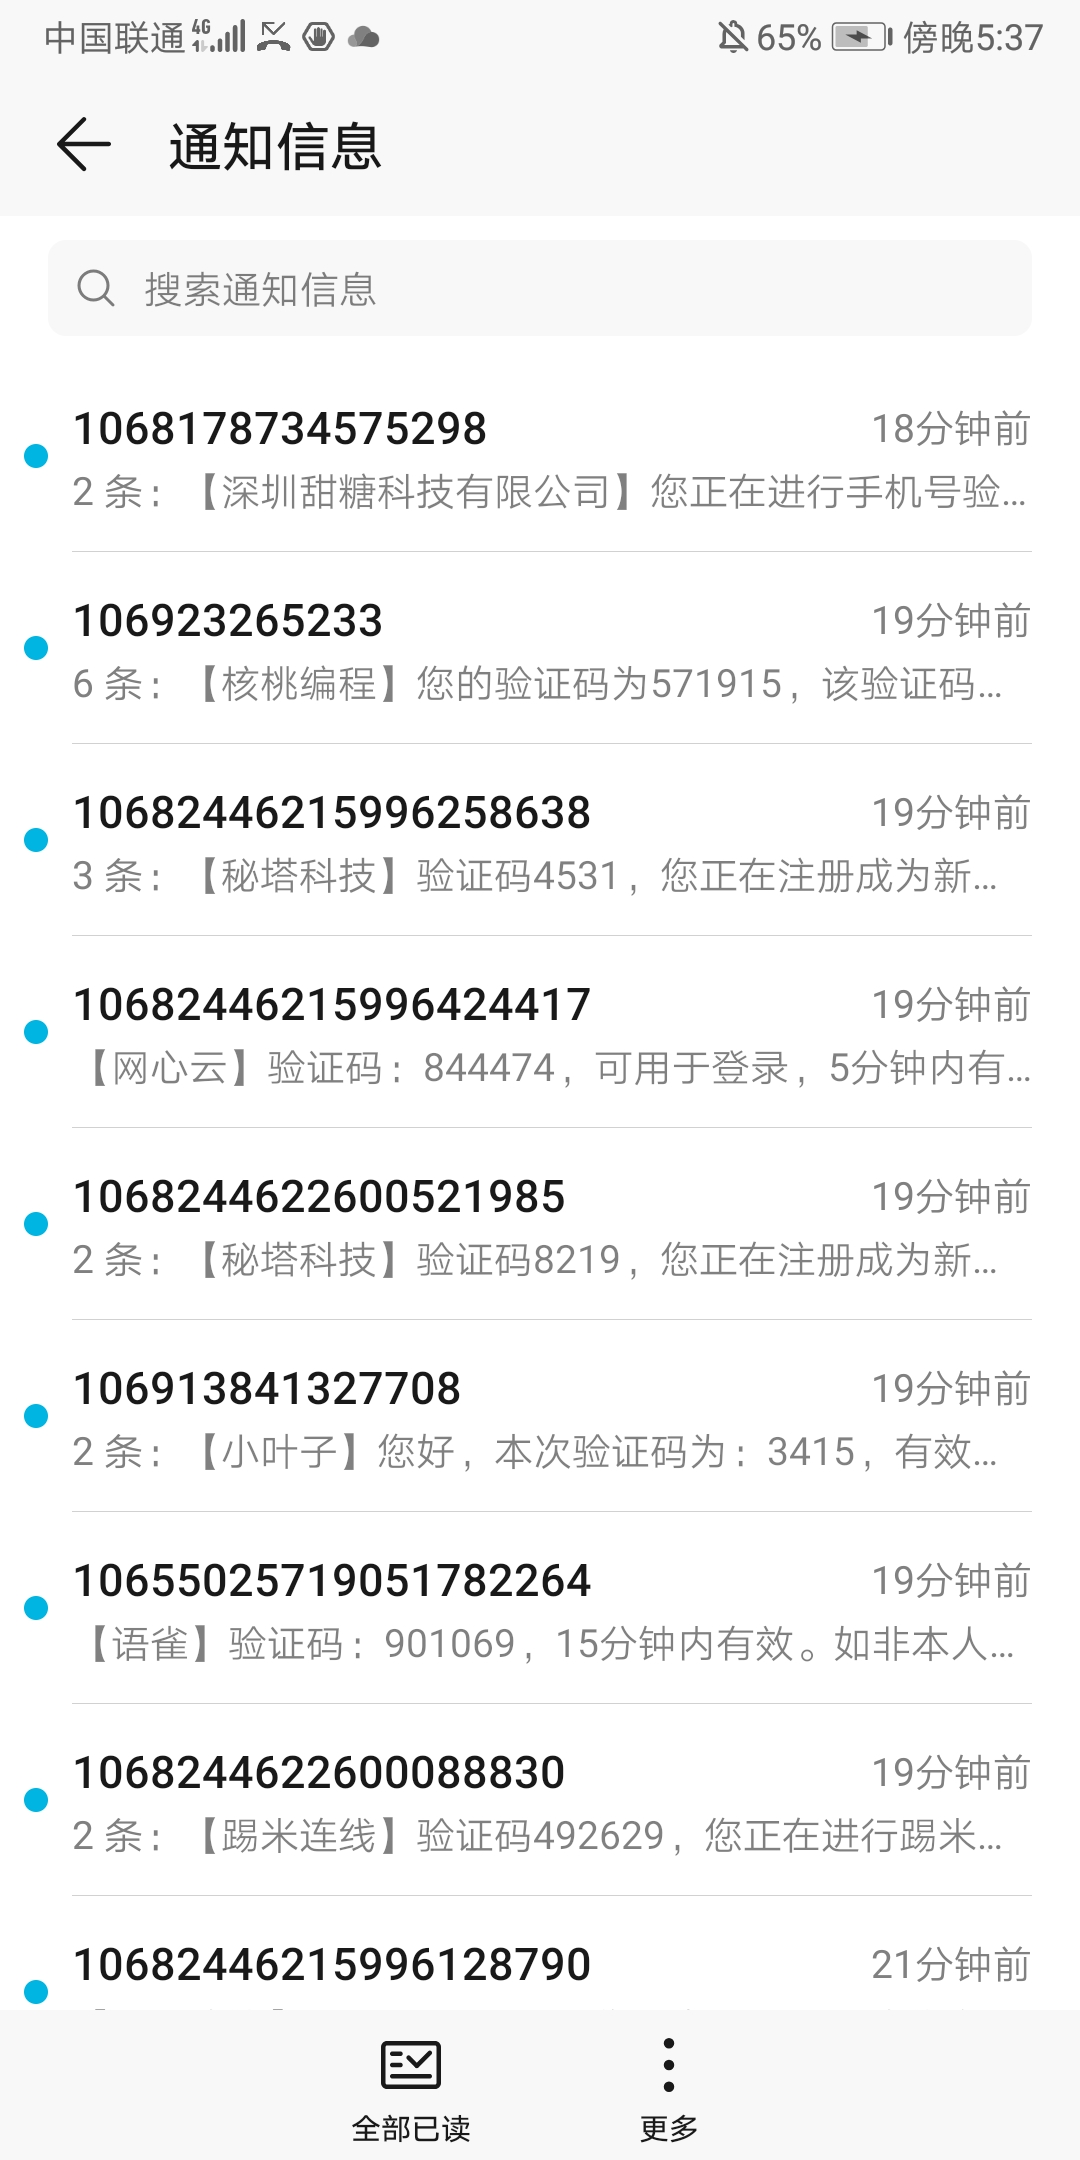 中国联通 4G 65% 傍晚5:37
通知信息
搜索通知信息
1068178734575298 18分钟前
2 条：【深圳甜糖科技有限公司】您正在进行手机号验...
106923265233 19分钟前
6 条：【核桃编程】您的验证码为571915，该验证码...
10682446215996258638 19分钟前
3 条：【秘塔科技】验证码4531，您正在注册成为新...
10682446215996424417 19分钟前
【网心云】验证码：844474，可用于登录，5分钟内有...
1068244622600521985 19分钟前
2 条：【秘塔科技】验证码8219，您正在注册成为新...
106913841327708 19分钟前
2 条：【小叶子】您好，本次验证码为：3415，有效...
10655025719051782264 19分钟前
【语雀】验证码：901069，15分钟内有效。如非本人...
1068244622600088830 19分钟前
2 条：【踢米连线】验证码492629，您正在进行踢米...
10682446215996128790 21分钟前
全部已读 更多